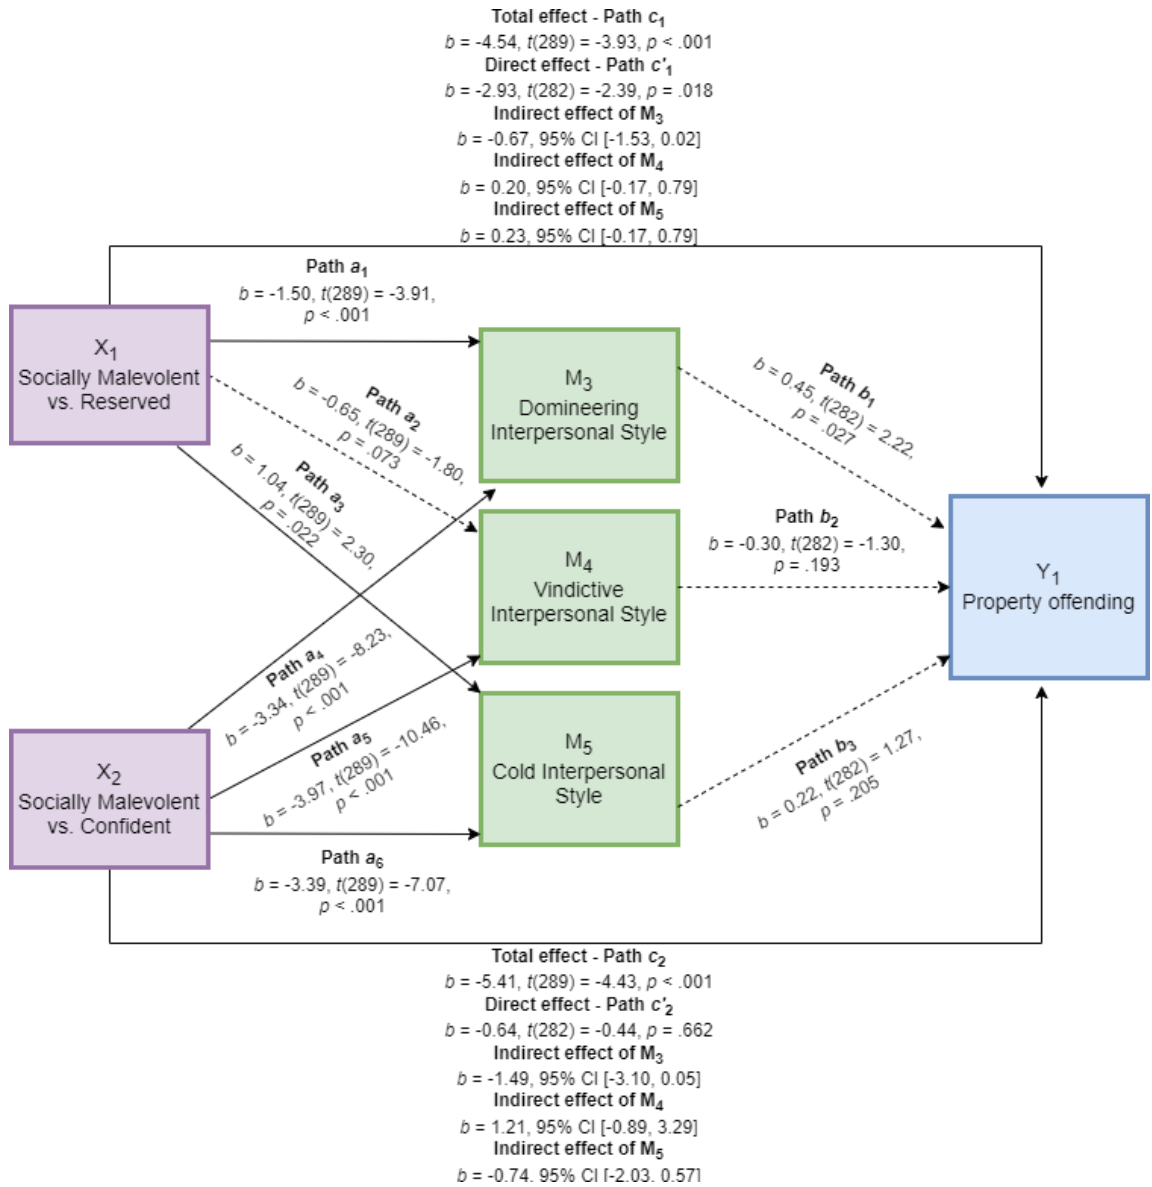 Total effect - Path c₁
b = -4.54, t(289) = -3.93, p < .001
Direct effect - Path c'₁
b = -2.93, t(282) = -2.39, p = .018
Indirect effect of M₃
b = -0.67, 95% CI [-1.53, 0.02]
Indirect effect of M₄
b = 0.20, 95% CI [-0.17, 0.79]
Indirect effect of M₅
b = 0.23, 95% CI [-0.17, 0.79]
Path a₁
b = -1.50, t(289) = -3.91,
p < .001
X₁
Socially Malevolent
vs. Reserved
Path a₂
b = -0.65, t(289) = -1.80,
p = .073
Path a₃
b = 1.04, t(289) = 2.30,
p = .022
M₃
Domineering
Interpersonal Style
Path b₁
b = 0.45, t(282) = 2.22,
p = .027
M₄
Vindictive
Interpersonal Style
Path b₂
b = -0.30, t(282) = -1.30,
p = .193
Y₁
Property offending
Path a₄
b = -3.34, t(289) = -8.23,
p < .001
Path a₅
b = -3.97, t(289) = -10.46,
p < .001
X₂
Socially Malevolent
vs. Confident
M₅
Cold Interpersonal
Style
Path b₃
b = 0.22, t(282) = 1.27,
p = .205
Path a₆
b = -3.39, t(289) = -7.07,
p < .001
Total effect - Path c₂
b = -5.41, t(289) = -4.43, p < .001
Direct effect - Path c'₂
b = -0.64, t(282) = -0.44, p = .662
Indirect effect of M₃
b = -1.49, 95% CI [-3.10, 0.05]
Indirect effect of M₄
b = 1.21, 95% CI [-0.89, 3.29]
Indirect effect of M₅
b = -0.74, 95% CI [-2.03, 0.57]